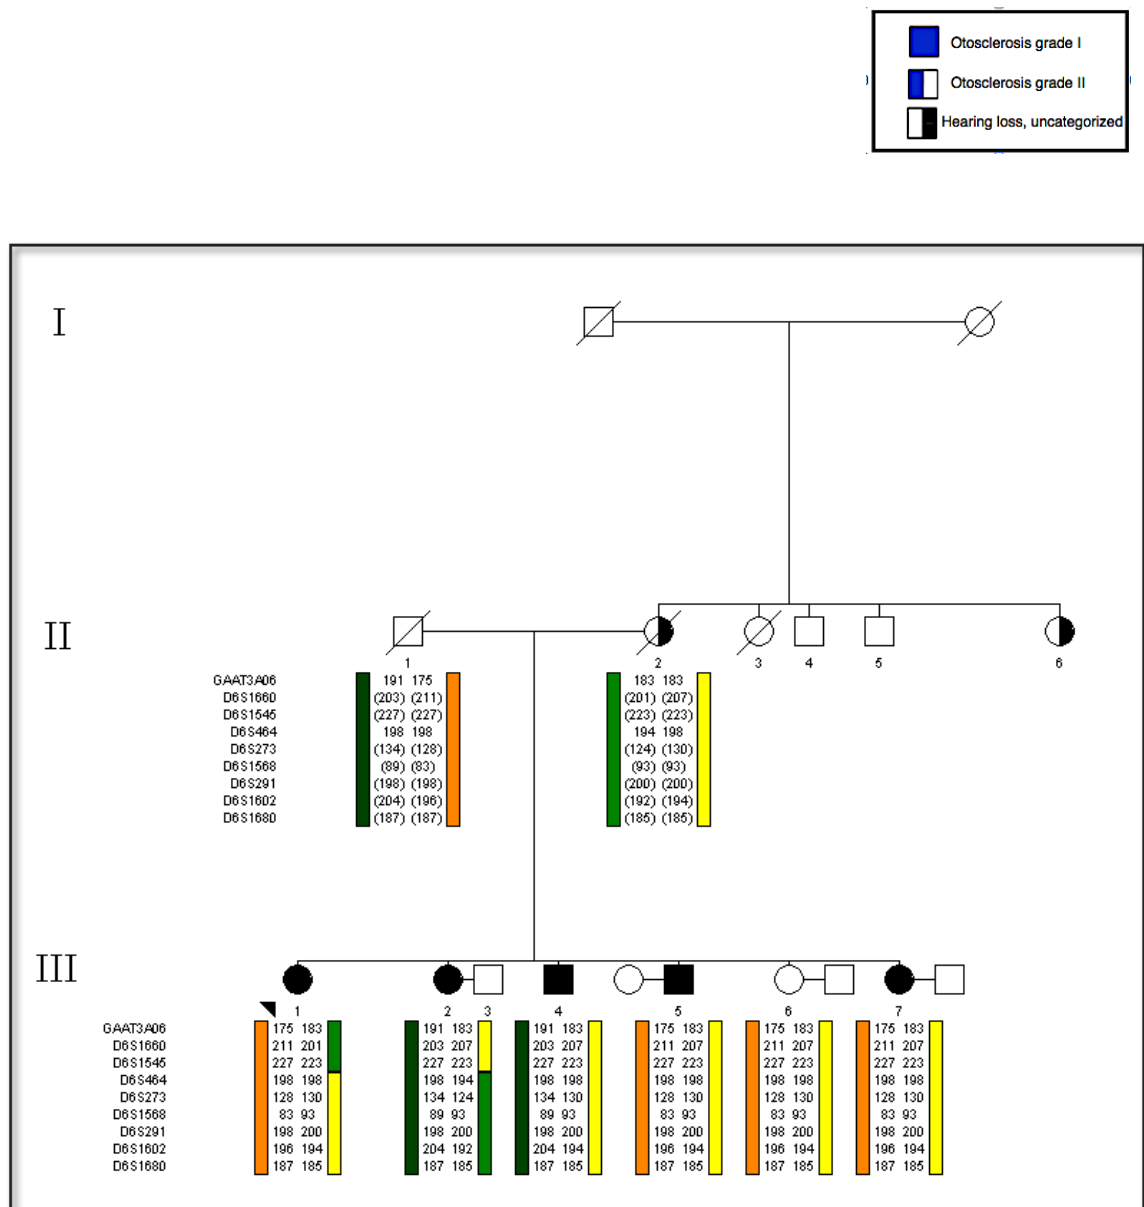 Otosclerosis grade I
Otosclerosis grade II
Hearing loss, uncategorized
I
II
1 2 3 4 5 6
GAAT3A06 191 175 183 183
D6S1660 (203) (211) (201) (207)
D6S1545 (227) (227) (223) (223)
D6S464 198 198 194 198
D6S273 (134) (128) (124) (130)
D6S1568 (89) (83) (93) (93)
D6S291 (198) (198) (200) (200)
D6S1602 (204) (196) (192) (194)
D6S1680 (187) (187) (185) (185)
III
1 2 3 4 5 6 7
GAAT3A06 175 183 191 183 191 183 175 183 175 183 175 183
D6S1660 211 201 203 207 203 207 211 207 211 207 211 207
D6S1545 227 223 227 223 227 223 227 223 227 223 227 223
D6S464 198 198 198 194 198 198 198 198 198 198 198 198
D6S273 128 130 134 124 134 130 128 130 128 130 128 130
D6S1568 83 93 89 93 89 93 83 93 83 93 83 93
D6S291 198 200 198 200 198 200 198 200 198 200 198 200
D6S1602 196 194 204 192 204 194 196 194 196 194 196 194
D6S1680 187 185 187 185 187 185 187 185 187 185 187 185